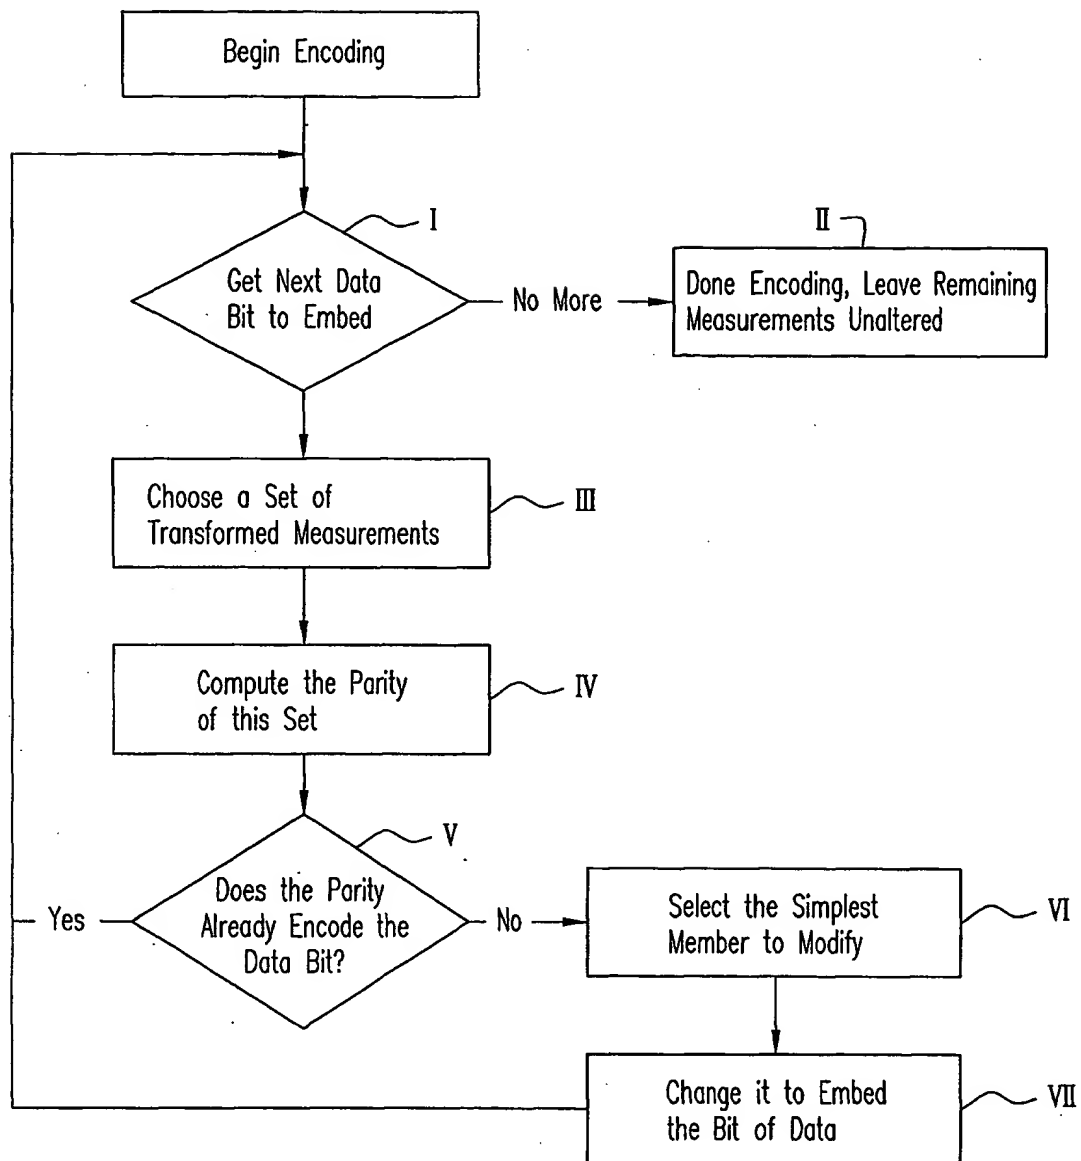 Begin Encoding
I
II
Get Next Data
Bit to Embed
No More
Done Encoding, Leave Remaining
Measurements Unaltered
Choose a Set of
Transformed Measurements
III
Compute the Parity
of this Set
IV
V
Does the Parity
Already Encode the
Data Bit?
Yes
No
Select the Simplest
Member to Modify
VI
Change it to Embed
the Bit of Data
VII